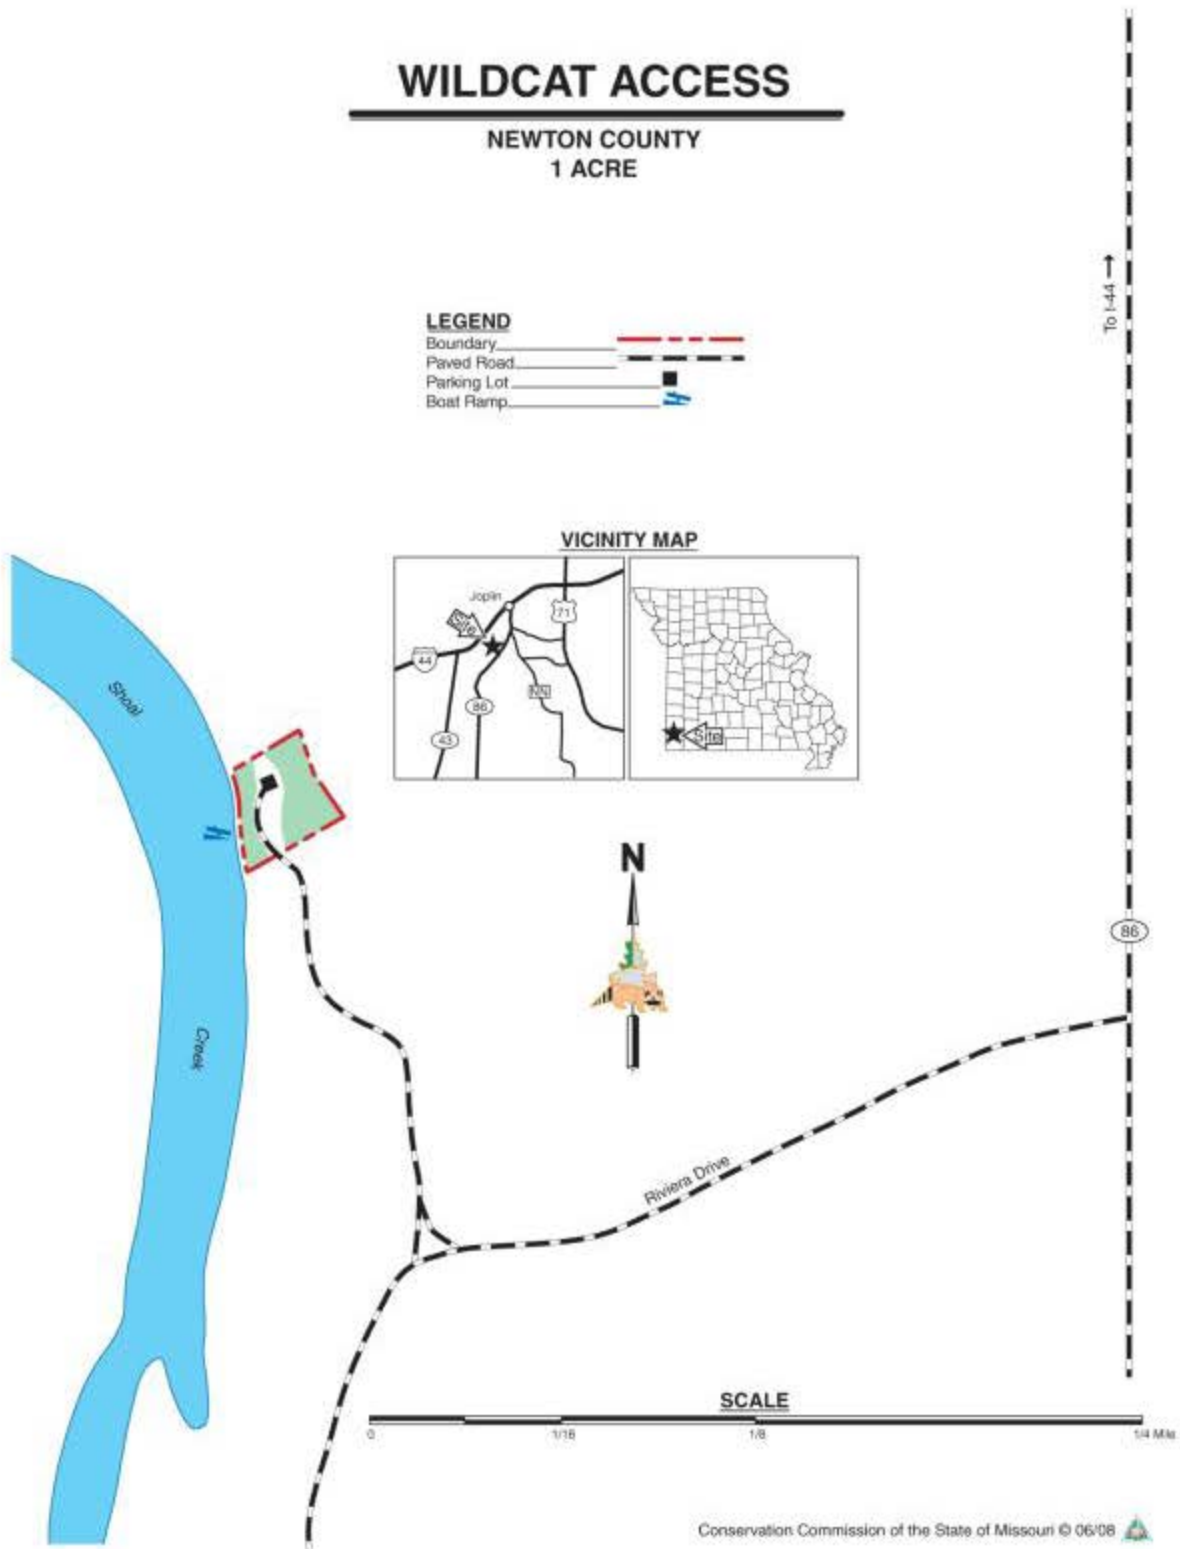 WILDCAT ACCESS
NEWTON COUNTY
1 ACRE
To I-44
LEGEND
Boundary
Paved Road
Parking Lot
Boat Ramp
VICINITY MAP
Joplin
Site
71
44
NN
86
43
Site
Shoal
N
86
Creek
Riviera Drive
SCALE
0 1/16 1/8 1/4 Mile
Conservation Commission of the State of Missouri © 06/08